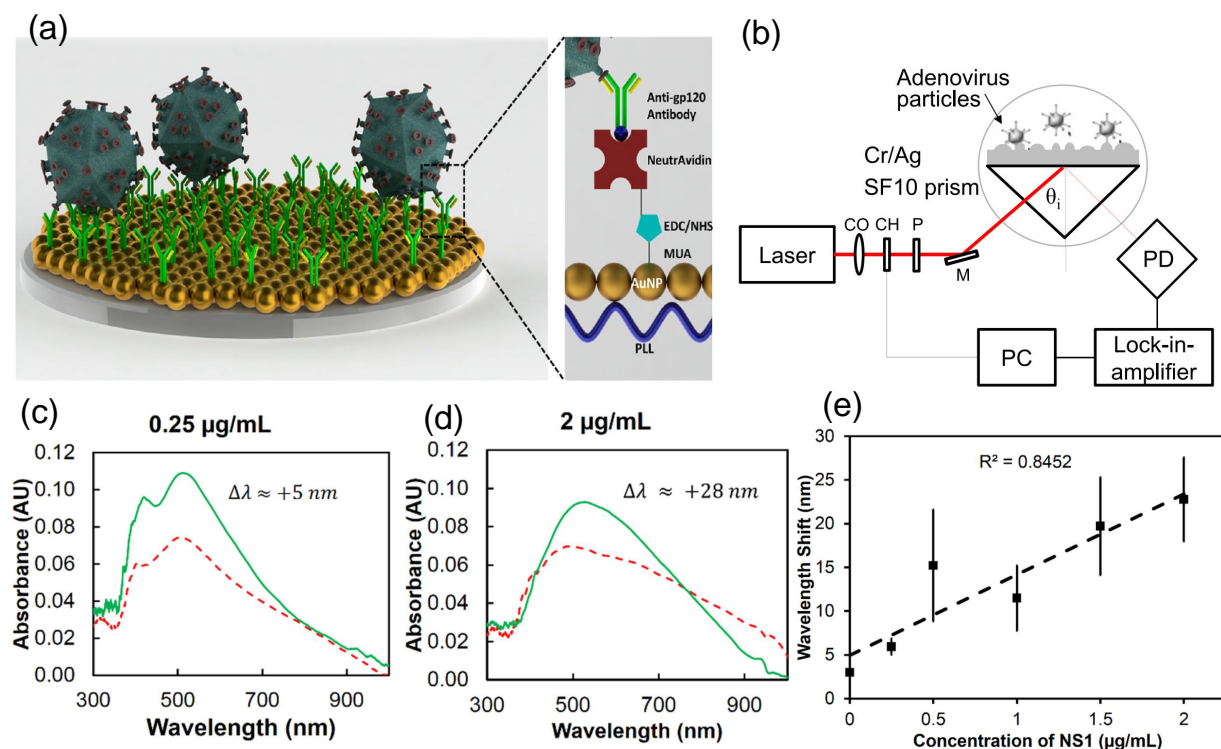 (a)
Anti-gp120
Antibody
NeutrAvidin
EDC/NHS
MUA
AuNP
PLL
(b)
Adenovirus
particles
Cr/Ag
SF10 prism
θi
CO CH P
Laser
M
PD
PC
Lock-in-
amplifier
(c)
0.25 µg/mL
Δλ ≈ +5 nm
Absorbance (AU)
0.12
0.10
0.08
0.06
0.04
0.02
0.00
300 500 700 900
Wavelength (nm)
(d)
2 µg/mL
Δλ ≈ +28 nm
Absorbance (AU)
0.12
0.10
0.08
0.06
0.04
0.02
0.00
300 500 700 900
Wavelength (nm)
(e)
R² = 0.8452
Wavelength Shift (nm)
30
25
20
15
10
5
0
0 0.5 1 1.5 2
Concentration of NS1 (µg/mL)